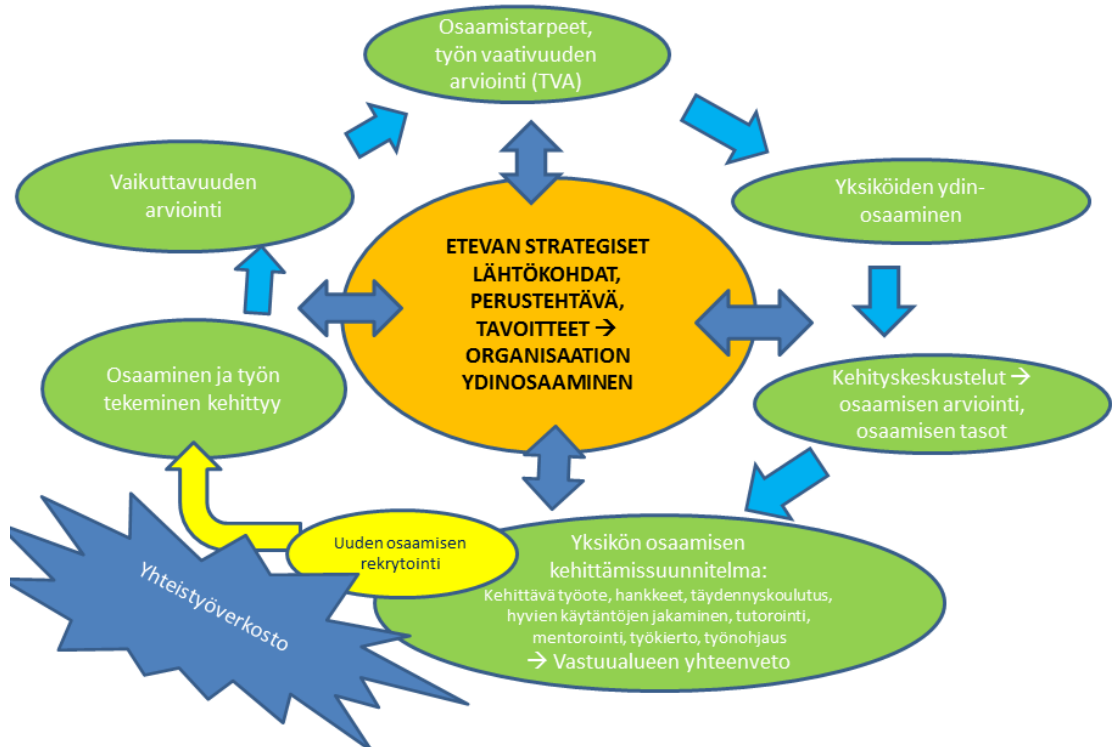 Osaamistarpeet,
työn vaativuuden
arviointi (TVA)
Yksiköiden ydin-
osaaminen
Kehityskeskustelut →
osaamisen arviointi,
osaamisen tasot
Yksikön osaamisen
kehittämissuunnitelma:
Kehittävä työote, hankkeet, täydennyskoulutus,
hyvien käytäntöjen jakaminen, tutorointi,
mentorointi, työkierto, työnohjaus
→ Vastuualueen yhteenveto
Uuden osaamisen
rekrytointi
Yhteistyöverkosto
Osaaminen ja työn
tekeminen kehittyy
Vaikuttavuuden
arviointi
ETEVAN STRATEGISET
LÄHTÖKOHDAT,
PERUSTEHTÄVÄ,
TAVOITTEET →
ORGANISAATION
YDINOSAAMINEN